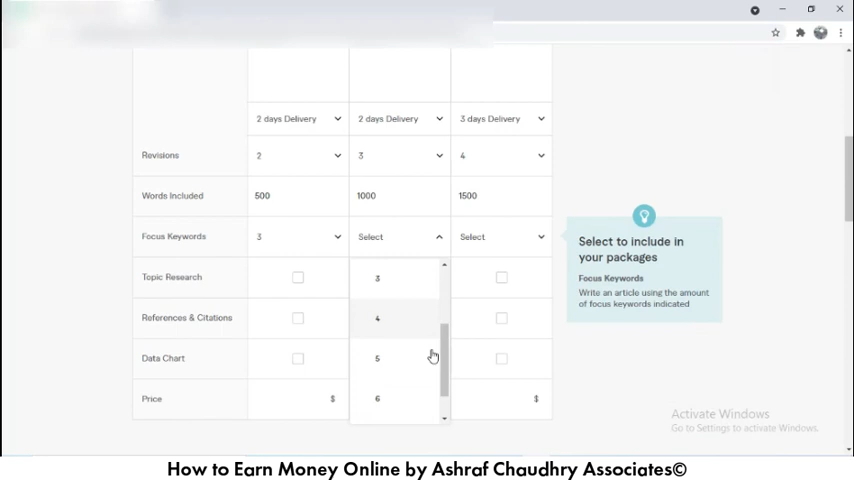 2 days Delivery 2 days Delivery 3 days Delivery
Revisions 2 3 4
Words Included 500 1000 1500
Focus Keywords 3 Select Select
Select to include in
your packages
Focus Keywords
Write an article using the amount
of focus keywords indicated
Topic Research 3
References & Citations 4
Data Chart 5
Price $ 6 $
Activate Windows
Go to Settings to activate Windows.
How to Earn Money Online by Ashraf Chaudhry Associates©